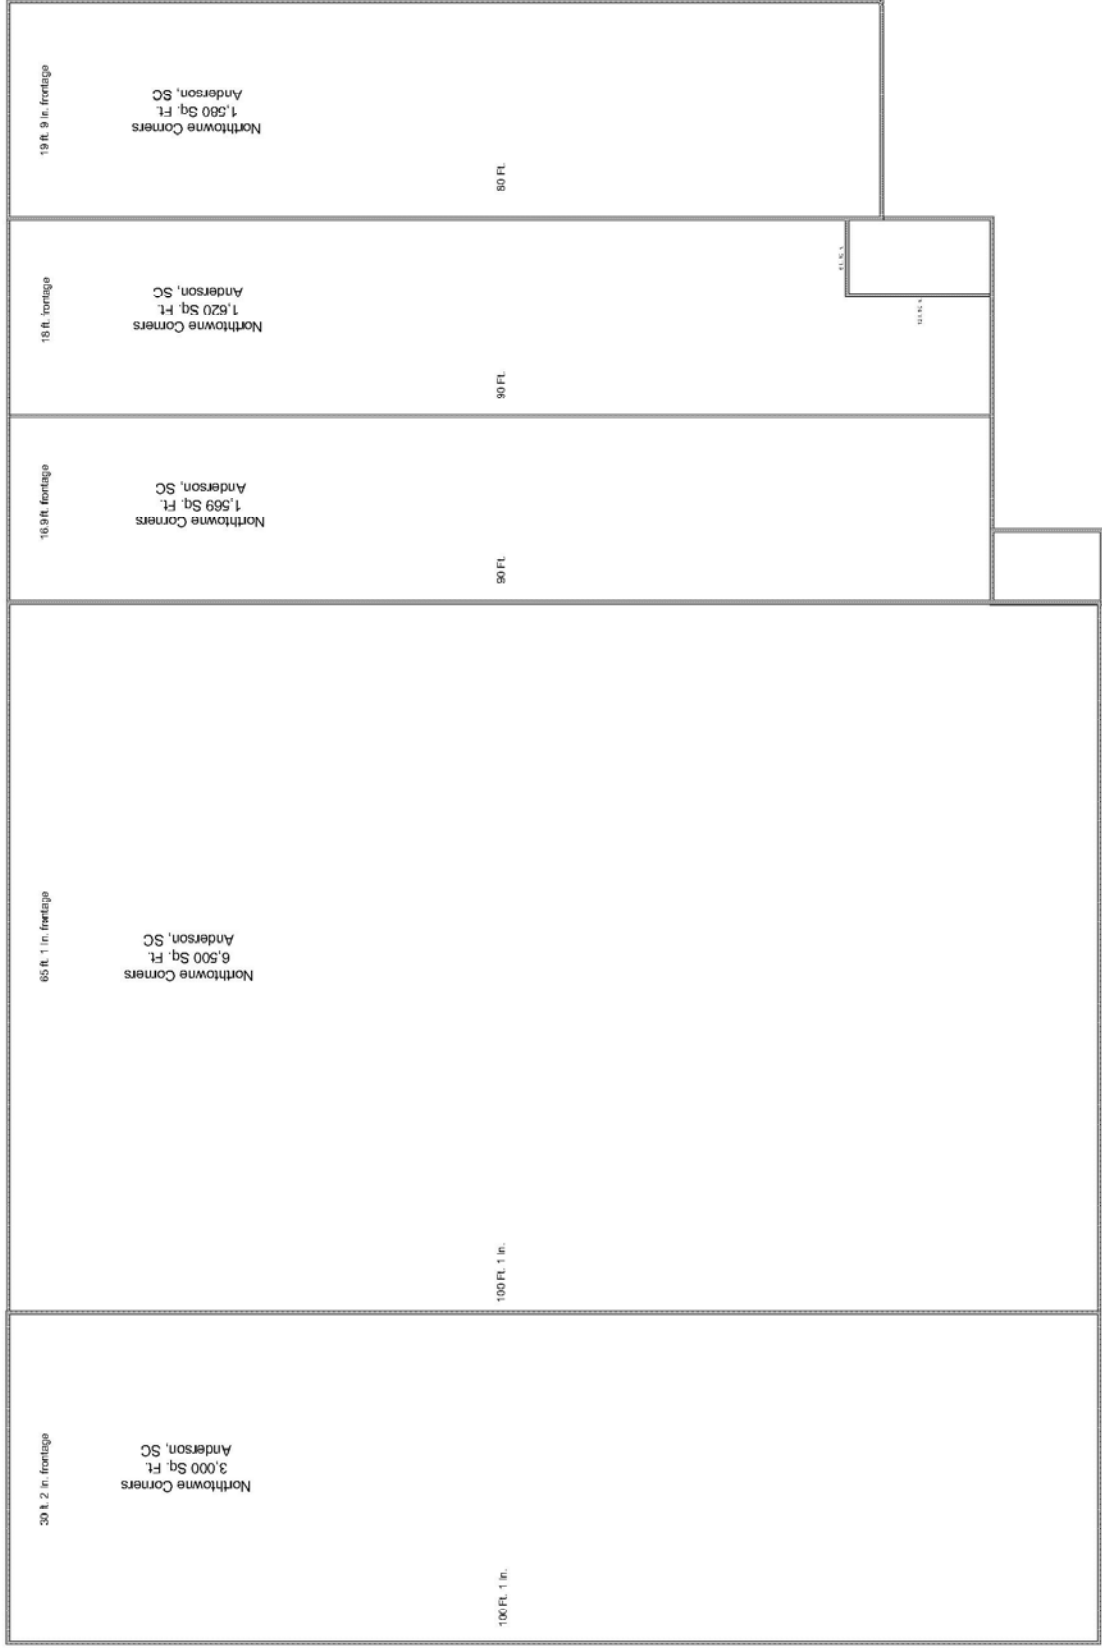 19 ft. 9 In. frontage
Northtowne Corners
1,580 Sq. Ft.
Anderson, SC
80 Ft.
18 ft. frontage
Northtowne Corners
1,620 Sq. Ft.
Anderson, SC
90 Ft.
16.9 ft. frontage
Northtowne Corners
1,569 Sq. Ft.
Anderson, SC
90 Ft.
65 ft. 1 In. frontage
Northtowne Corners
6,500 Sq. Ft.
Anderson, SC
100 Ft. 1 In.
30 ft. 2 In. frontage
Northtowne Corners
3,000 Sq. Ft.
Anderson, SC
100 Ft. 1 In.